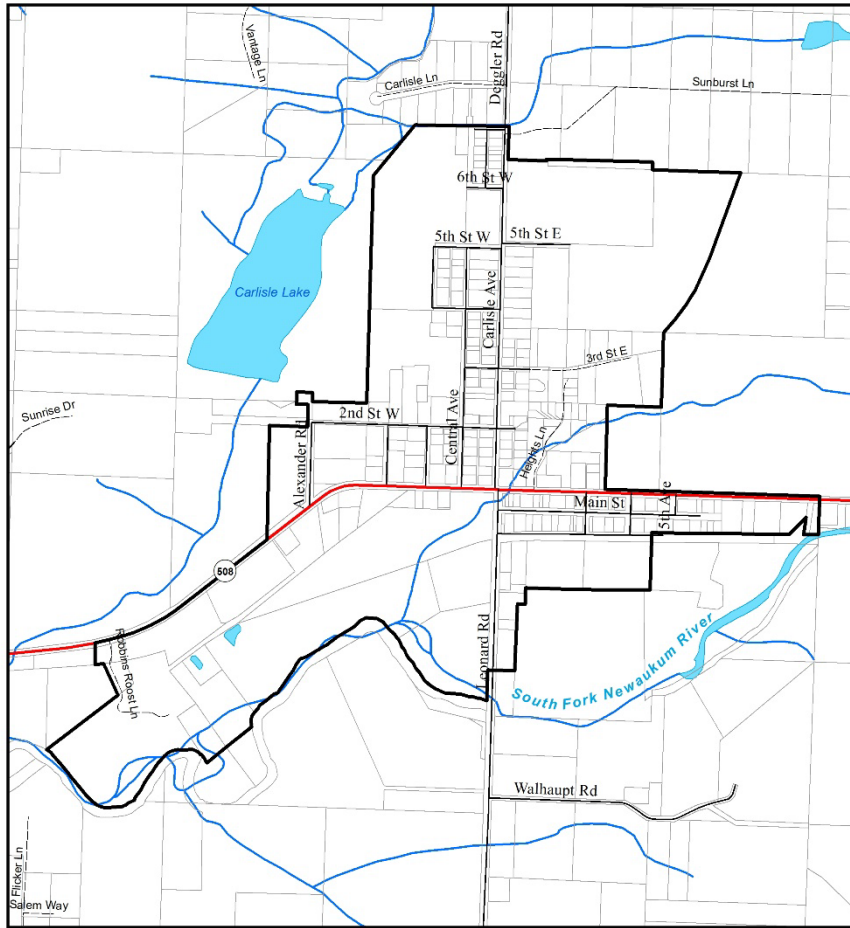 Vantage Ln
Deggler Rd
Carlisle Ln
Sunburst Ln
6th St W
5th St W
5th St E
Carlisle Lake
Carlisle Ave
3rd St E
Sunrise Dr
2nd St W
Central Ave
Alexander Rd
Heights Ln
Main St
5th Ave
508
Robbins Roost Ln
Leonard Rd
South Fork Newaukum River
Walhaupt Rd
Flicker Ln
Salem Way